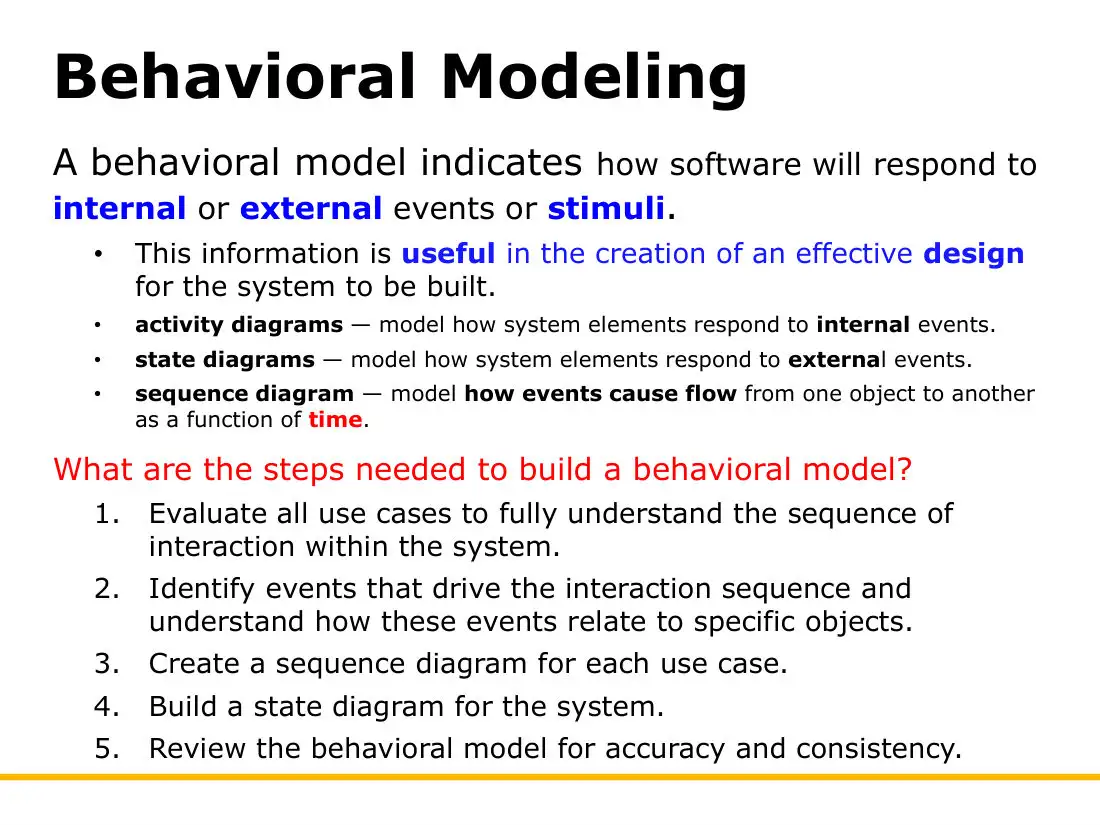 Behavioral Modeling
A behavioral model indicates how software will respond to
internal or external events or stimuli.
• This information is useful in the creation of an effective design
for the system to be built.
• activity diagrams — model how system elements respond to internal events.
• state diagrams — model how system elements respond to external events.
• sequence diagram — model how events cause flow from one object to another
as a function of time.
What are the steps needed to build a behavioral model?
1. Evaluate all use cases to fully understand the sequence of
interaction within the system.
2. Identify events that drive the interaction sequence and
understand how these events relate to specific objects.
3. Create a sequence diagram for each use case.
4. Build a state diagram for the system.
5. Review the behavioral model for accuracy and consistency.